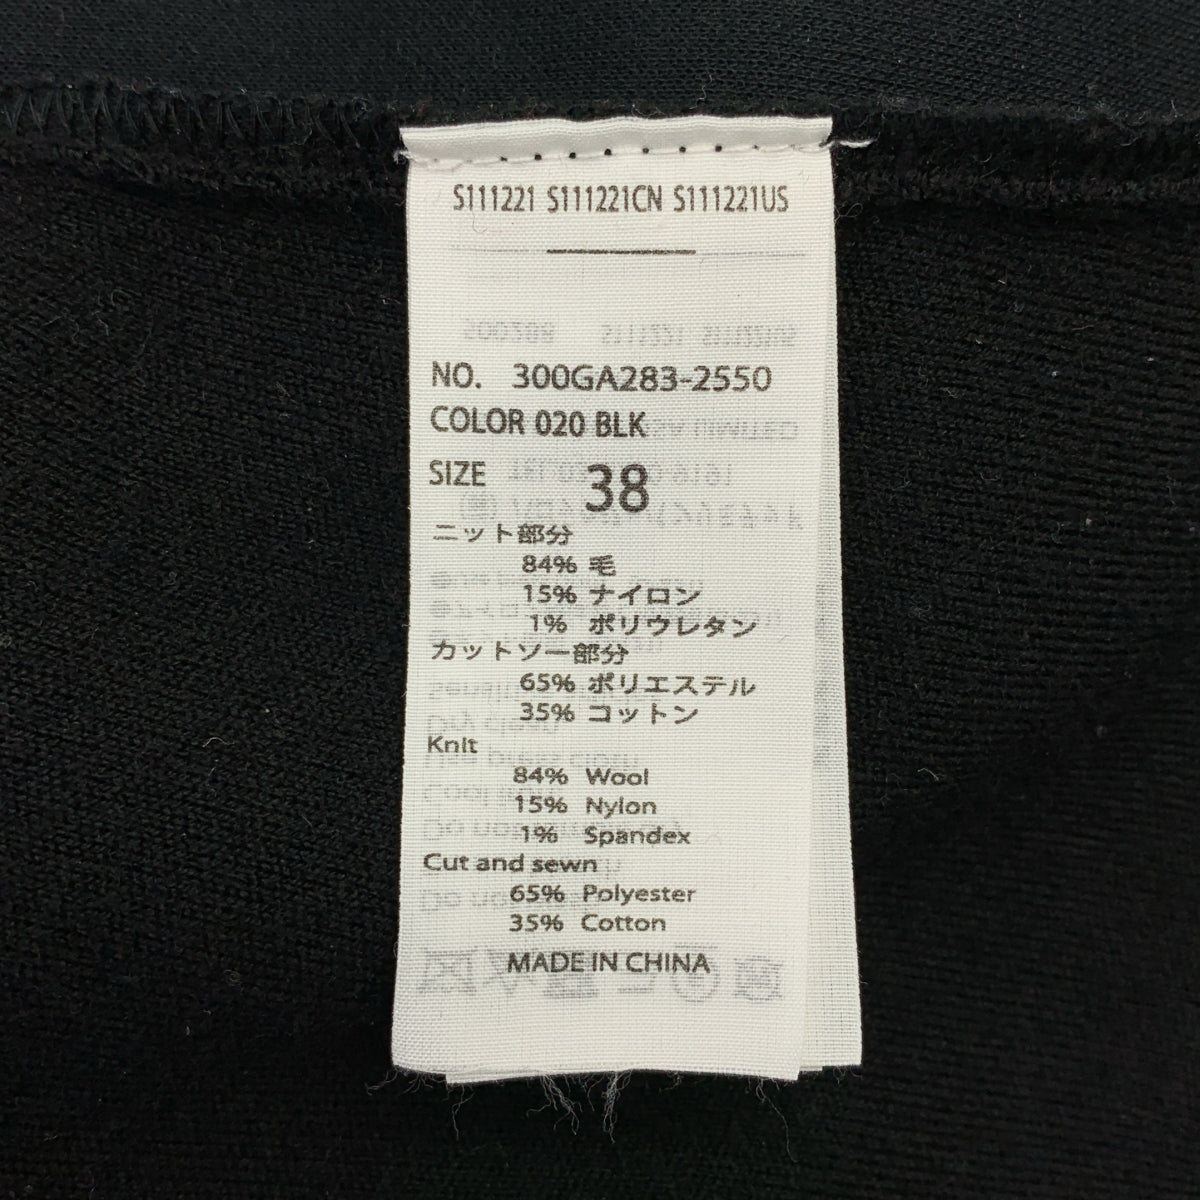 S111221 S111221CN S111221US
NO. 300GA283-2550
COLOR 020 BLK
SIZE 38
ニット部分
84% 毛
15% ナイロン
1% ポリウレタン
カットソー部分
65% ポリエステル
35% コットン
Knit
84% Wool
15% Nylon
1% Spandex
Cut and sewn
65% Polyester
35% Cotton
MADE IN CHINA